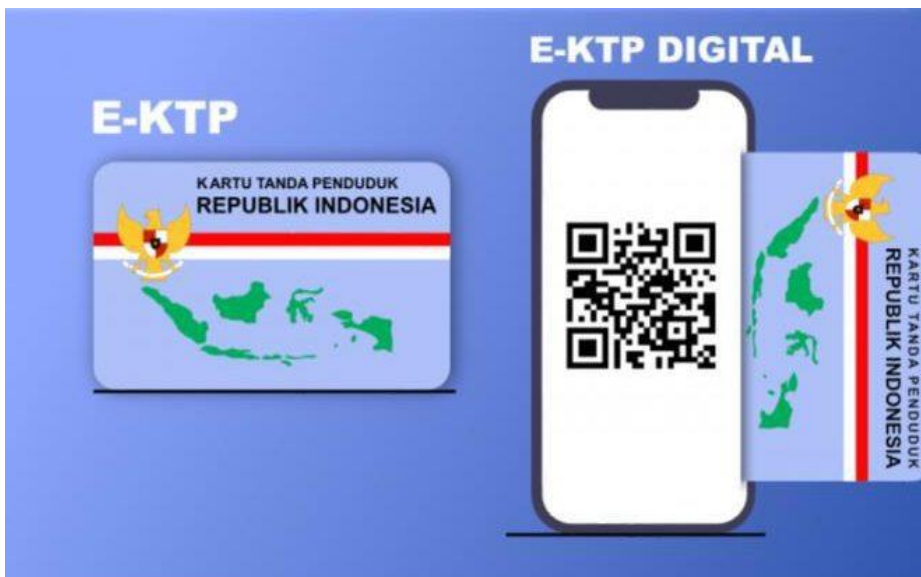 E-KTP
KARTU TANDA PENDUDUK
REPUBLIK INDONESIA
E-KTP DIGITAL
KARTU TANDA PENDUDUK
REPUBLIK INDONESIA